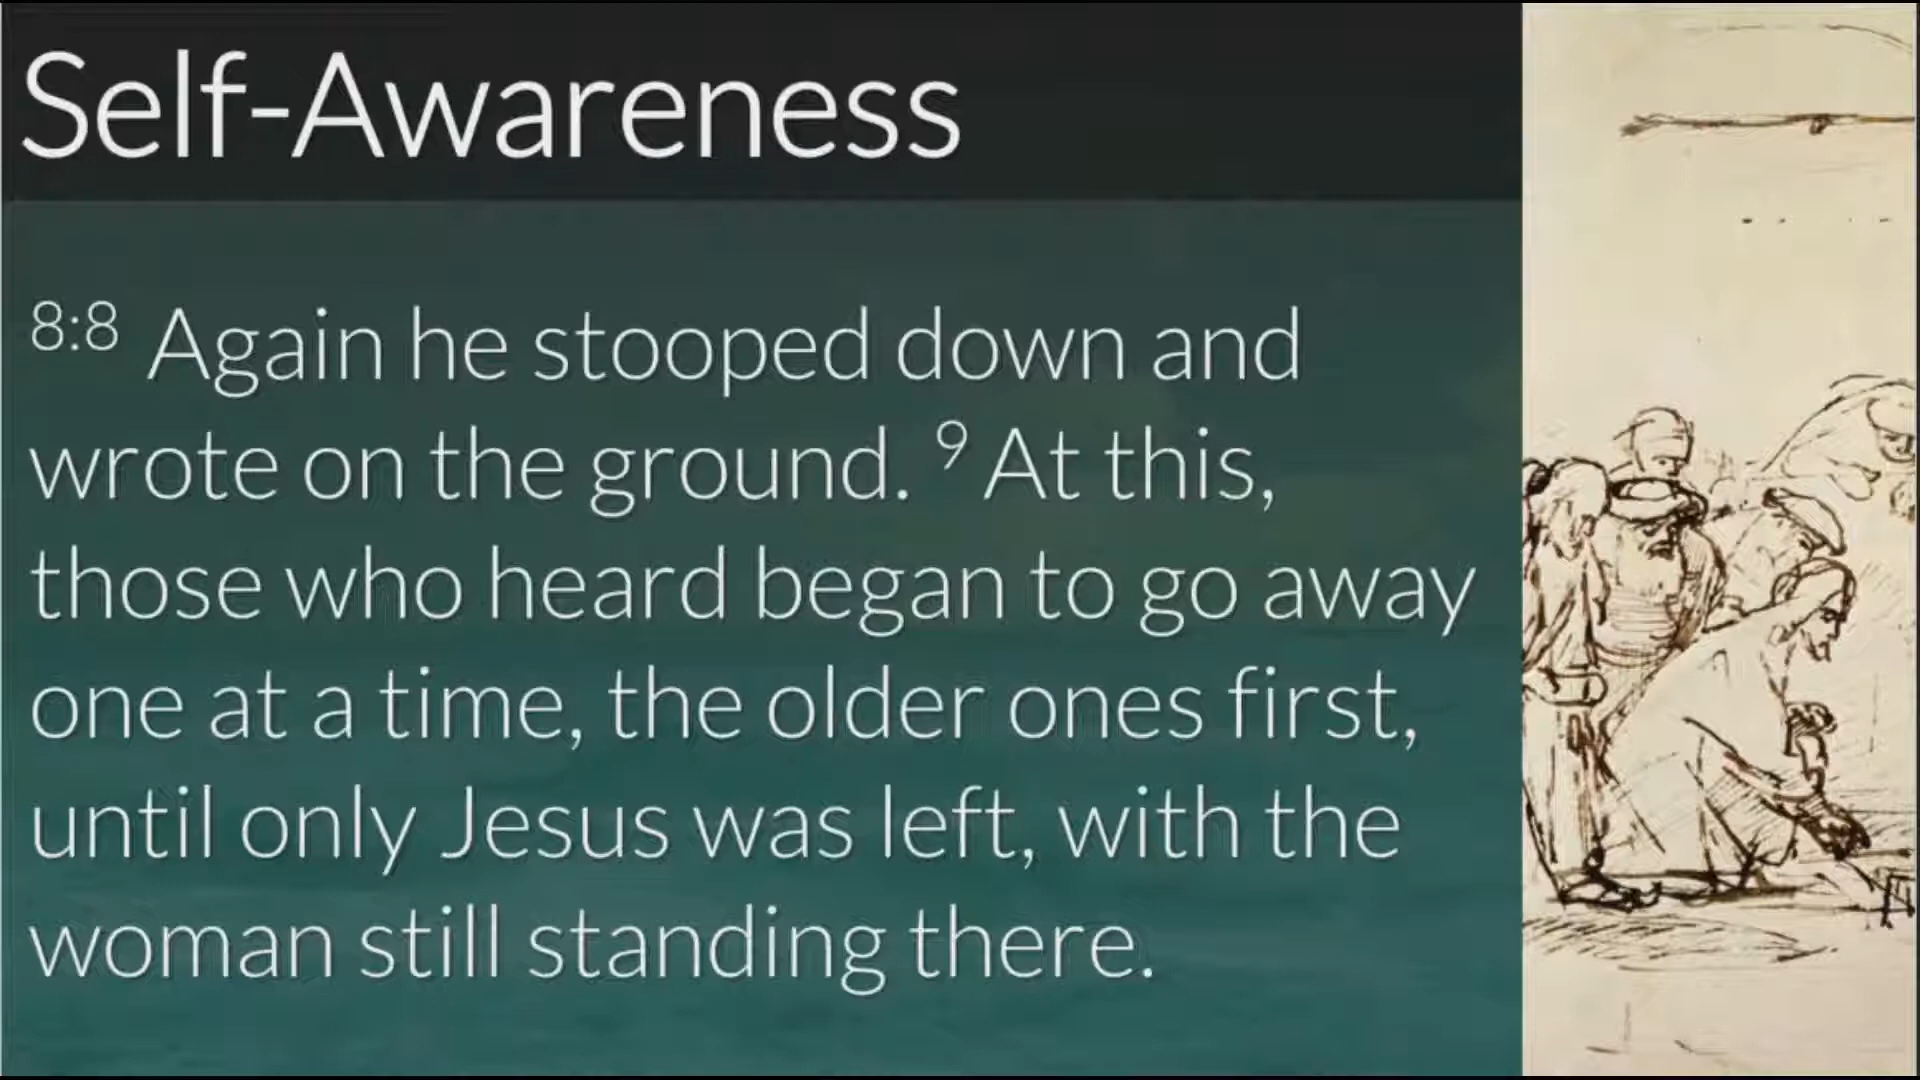 Self-Awareness
8:8 Again he stooped down and
wrote on the ground. 9 At this,
those who heard began to go away
one at a time, the older ones first,
until only Jesus was left, with the
woman still standing there.